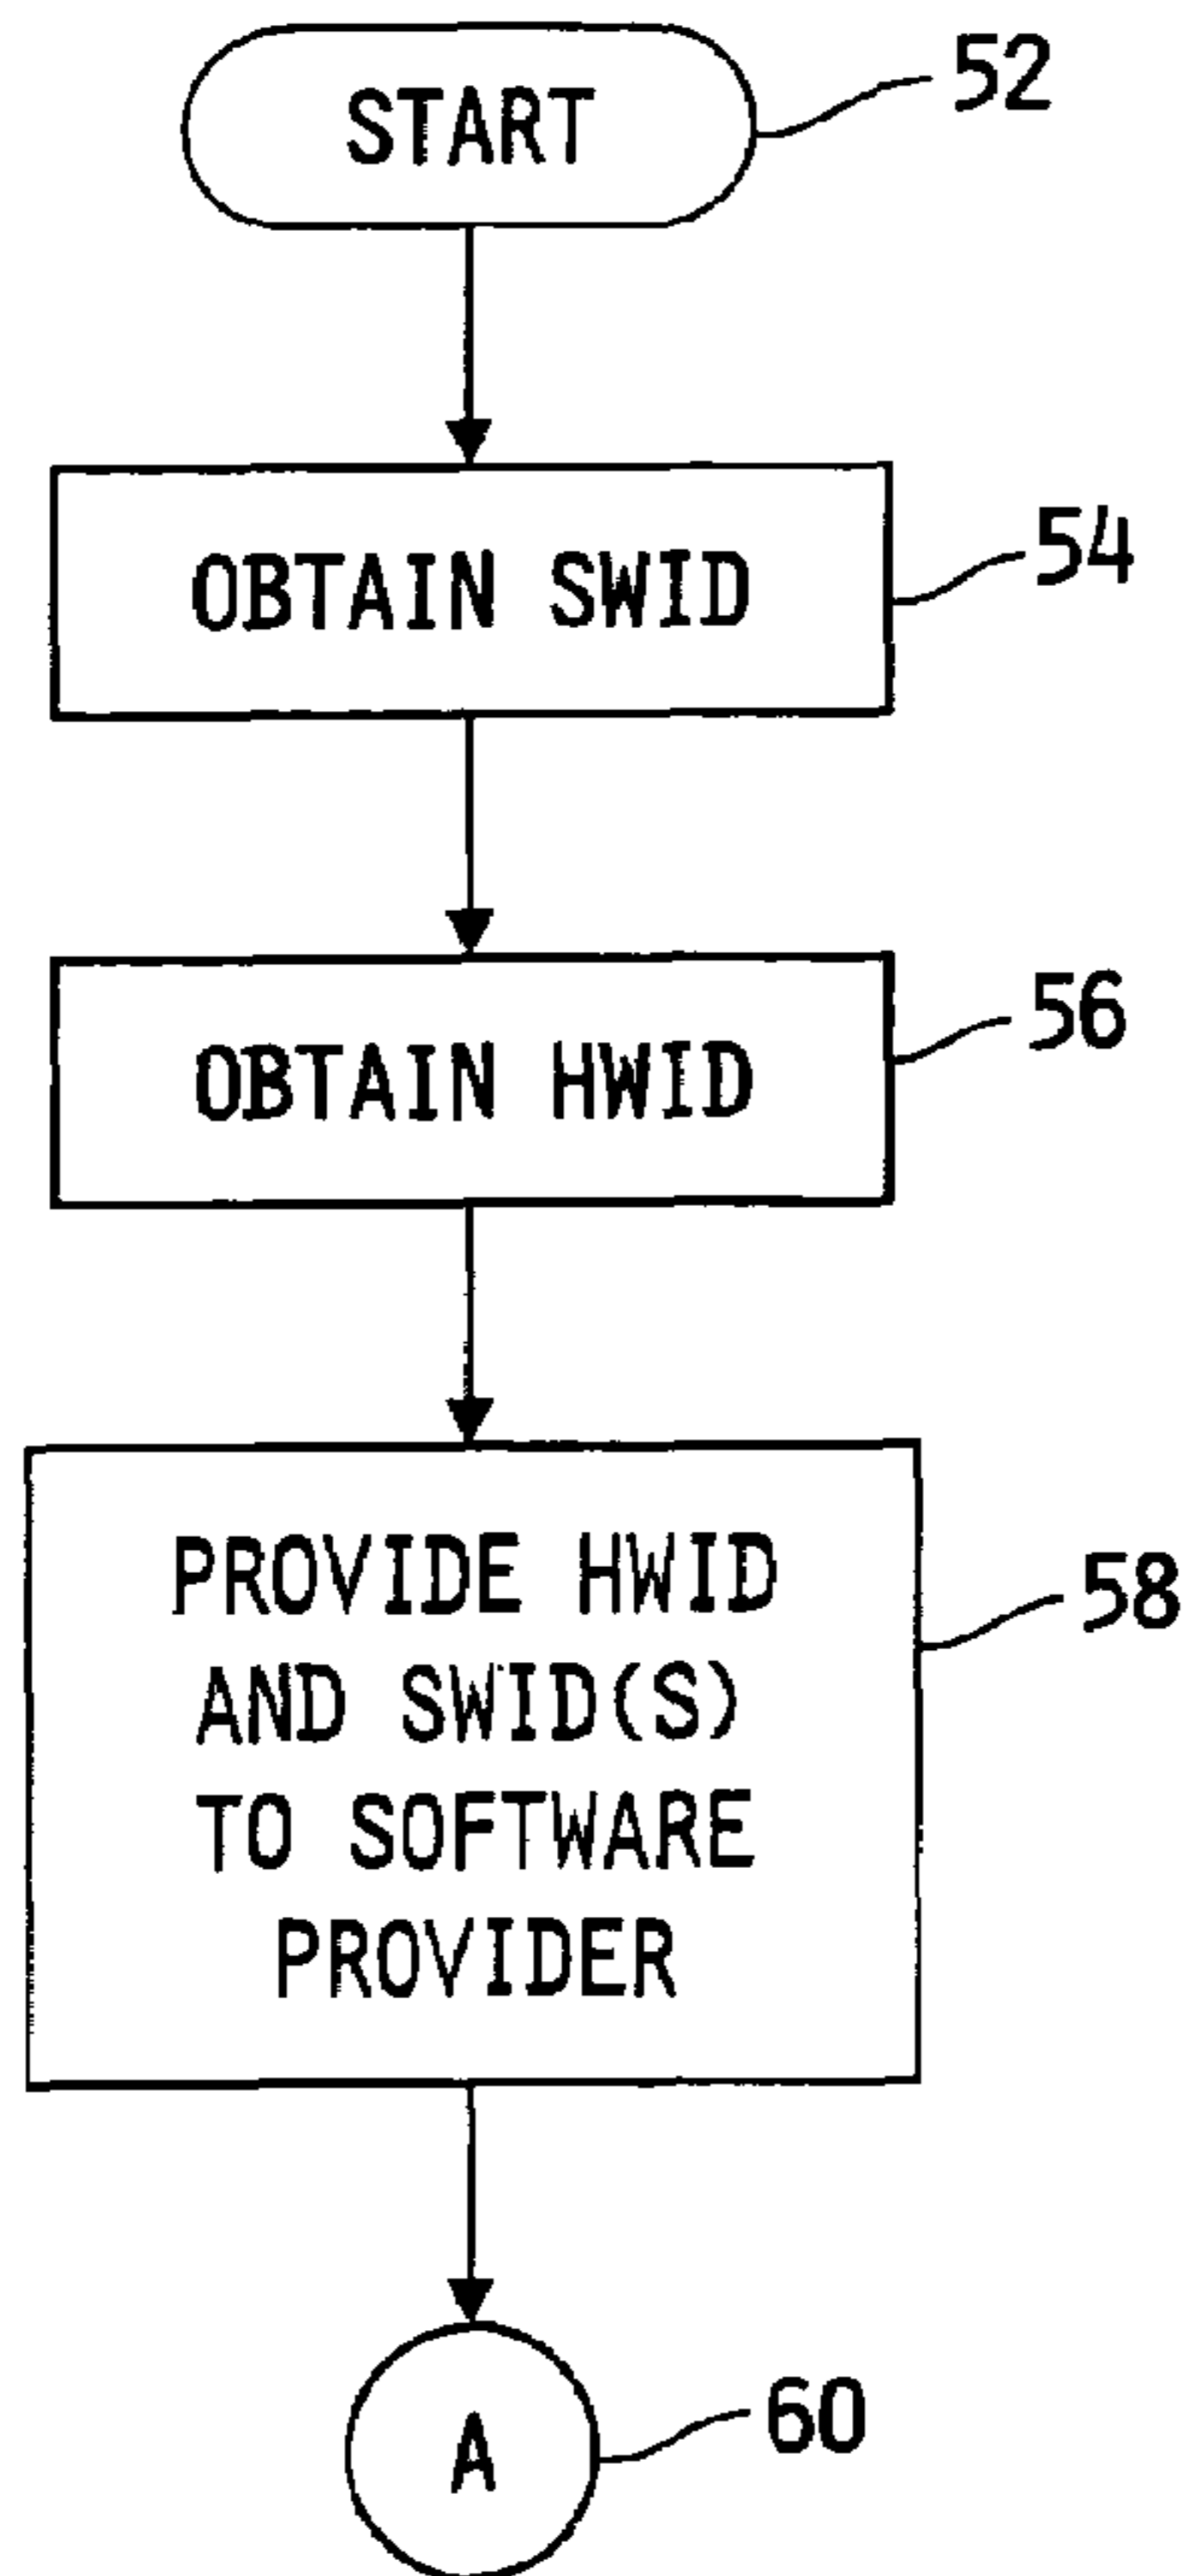 START
52
OBTAIN SWID
54
OBTAIN HWID
56
PROVIDE HWID
AND SWID(S)
TO SOFTWARE
PROVIDER
58
A
60